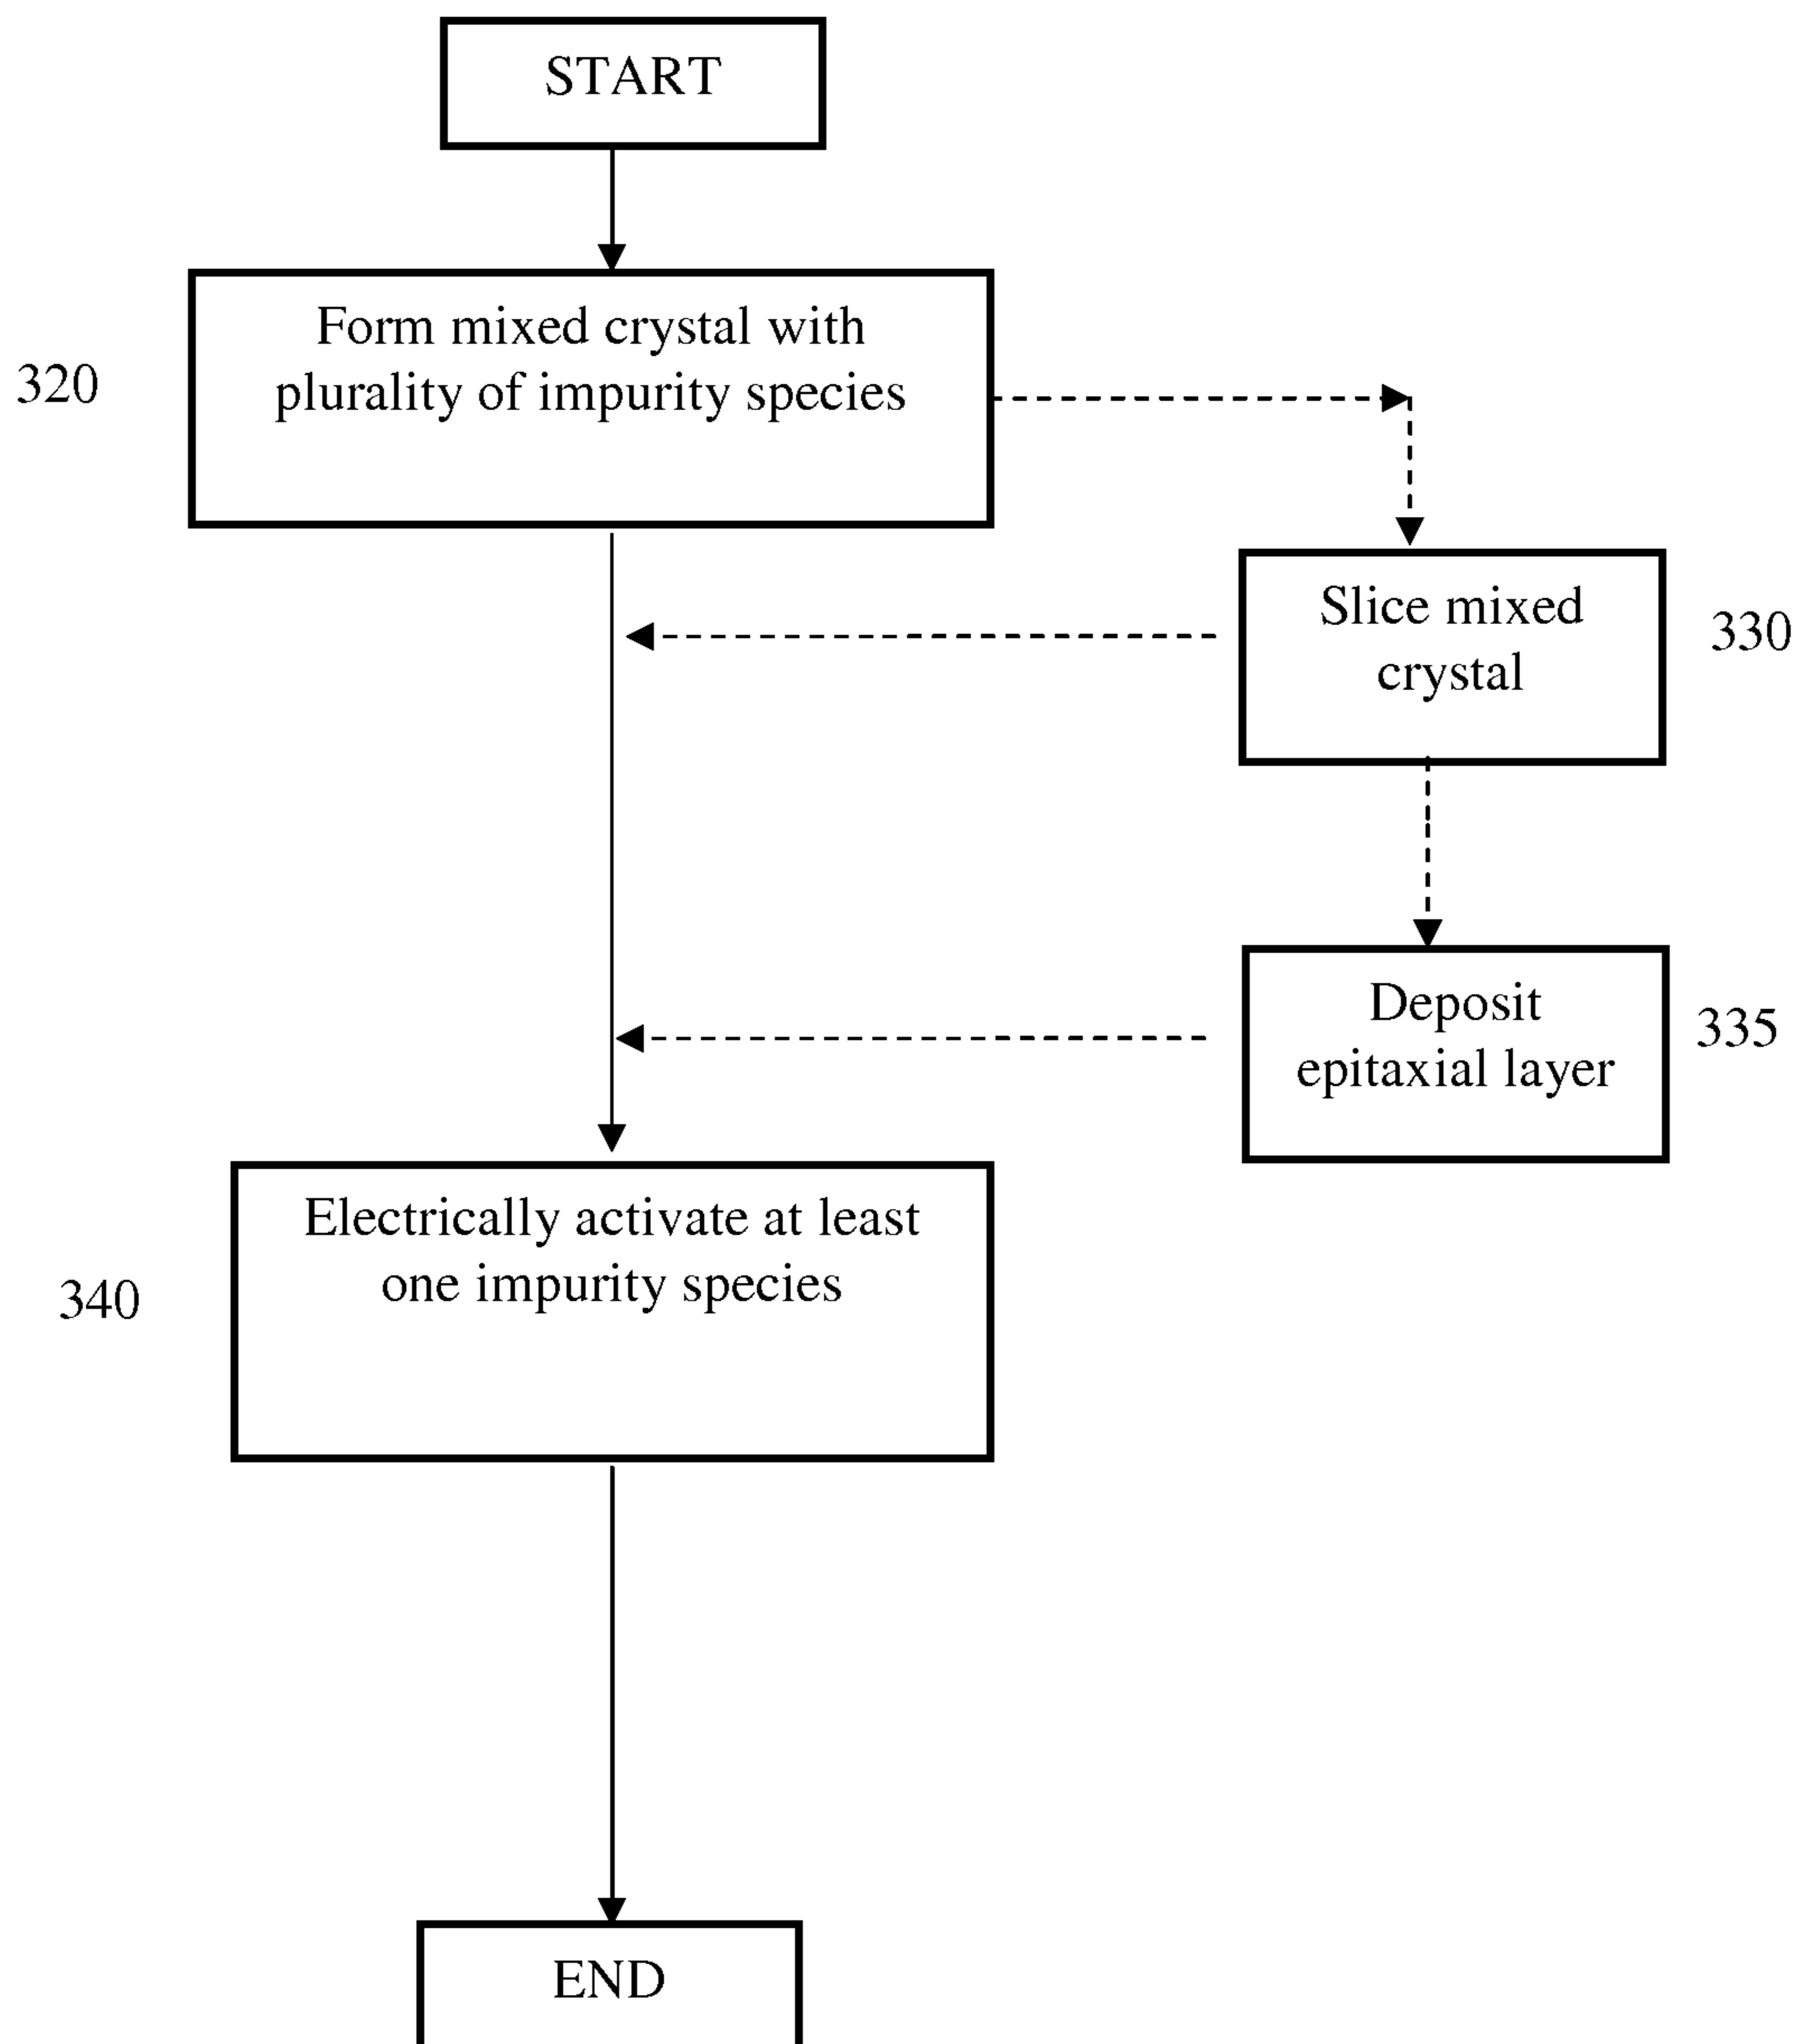 START
Form mixed crystal with
plurality of impurity species
320
Slice mixed
crystal
330
Deposit
epitaxial layer
335
Electrically activate at least
one impurity species
340
END